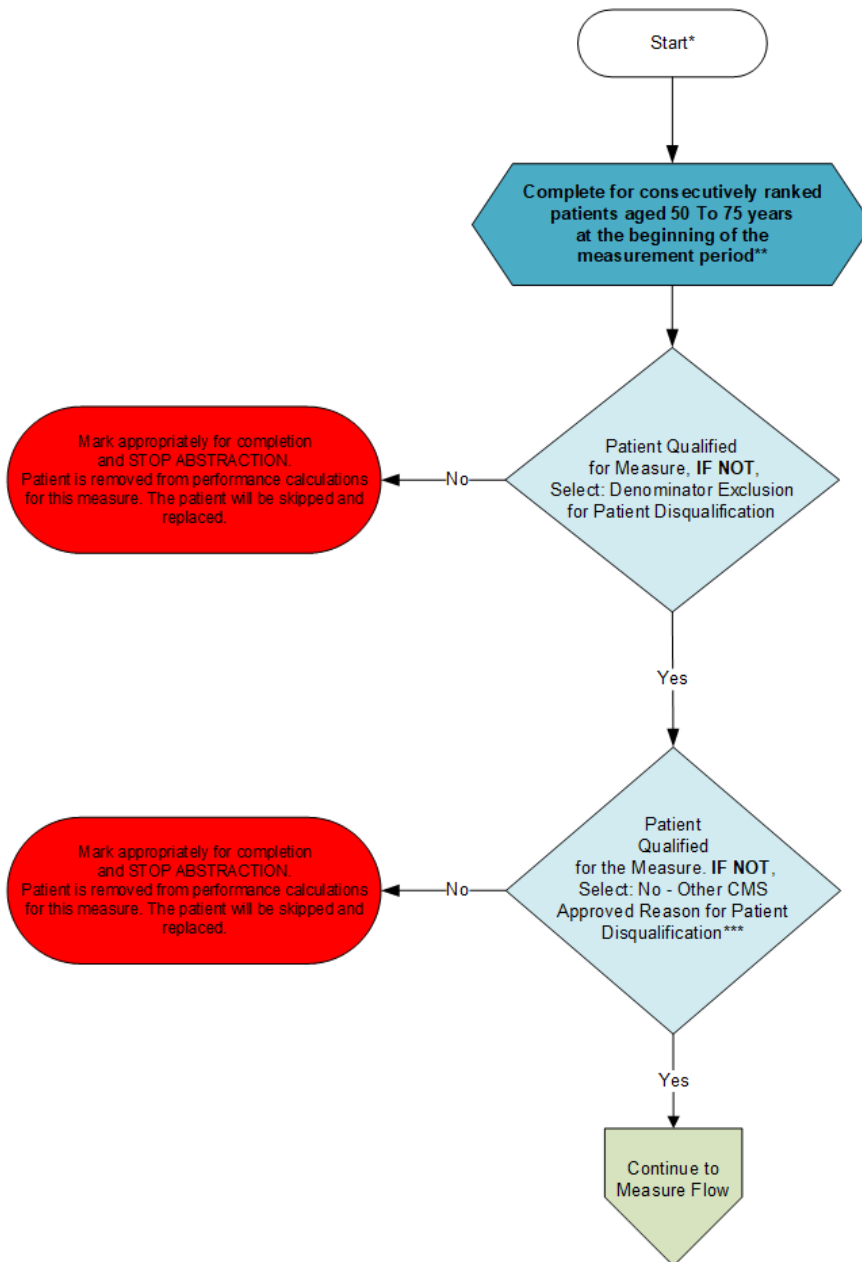 Start*
Complete for consecutively ranked
patients aged 50 To 75 years
at the beginning of the
measurement period**
Patient Qualified
for Measure, IF NOT,
Select: Denominator Exclusion
for Patient Disqualification
No
Mark appropriately for completion
and STOP ABSTRACTION.
Patient is removed from performance calculations
for this measure. The patient will be skipped and
replaced.
Yes
Patient
Qualified
for the Measure. IF NOT,
Select: No - Other CMS
Approved Reason for Patient
Disqualification***
No
Mark appropriately for completion
and STOP ABSTRACTION.
Patient is removed from performance calculations
for this measure. The patient will be skipped and
replaced.
Yes
Continue to
Measure Flow